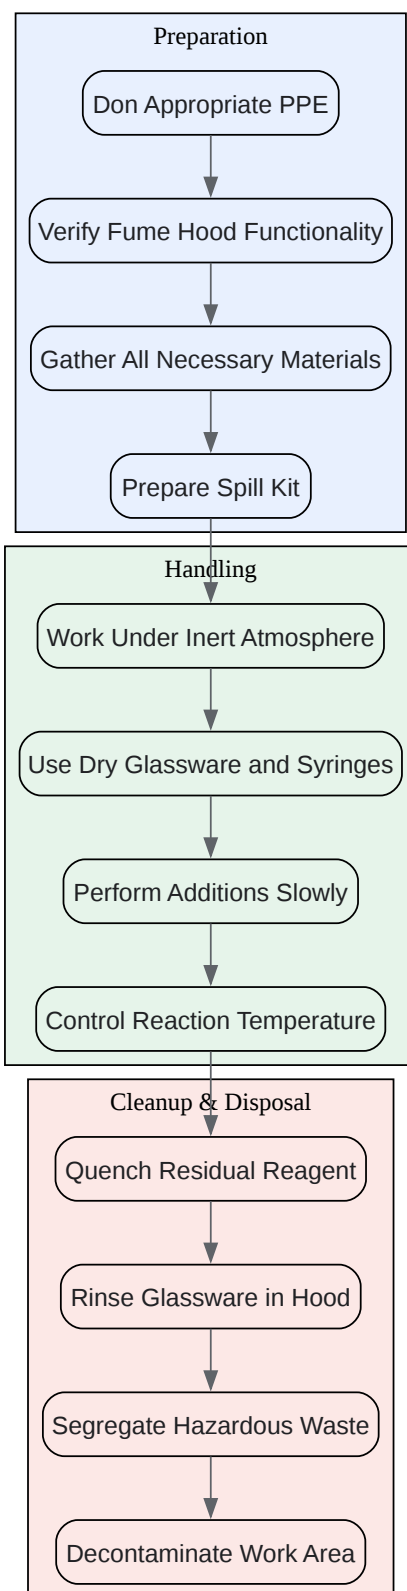 Preparation
Don Appropriate PPE
Verify Fume Hood Functionality
Gather All Necessary Materials
Prepare Spill Kit
Handling
Work Under Inert Atmosphere
Use Dry Glassware and Syringes
Perform Additions Slowly
Control Reaction Temperature
Cleanup & Disposal
Quench Residual Reagent
Rinse Glassware in Hood
Segregate Hazardous Waste
Decontaminate Work Area